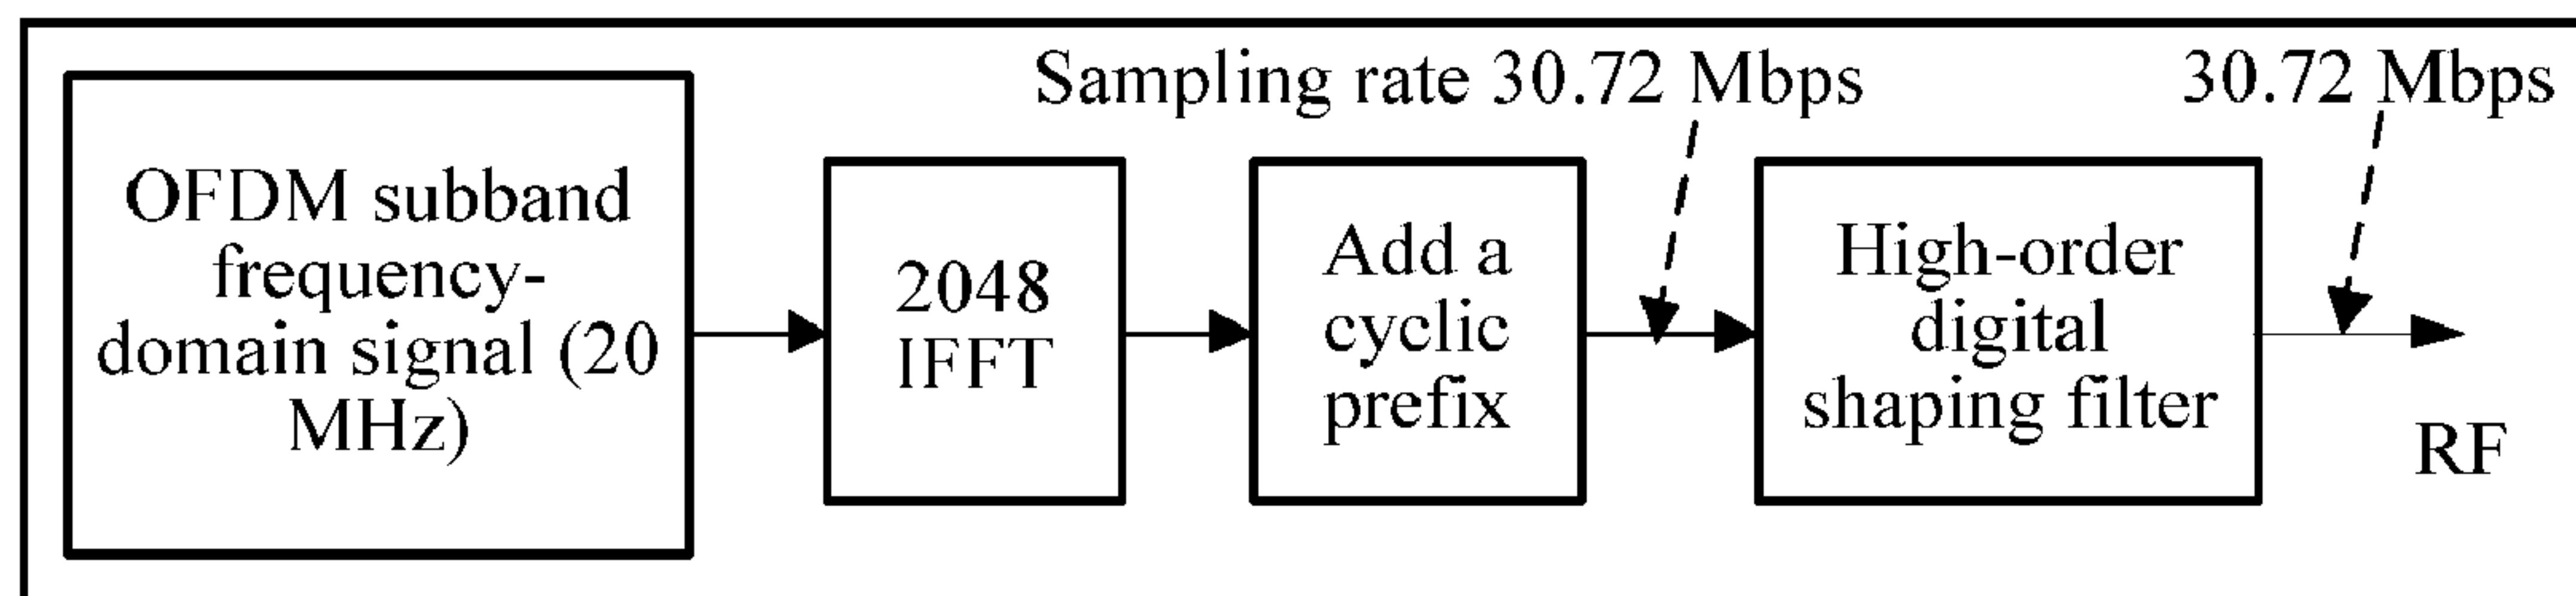 Sampling rate 30.72 Mbps
30.72 Mbps
OFDM subband
frequency-
domain signal (20
MHz)
2048
IFFT
Add a
cyclic
prefix
High-order
digital
shaping filter
RF